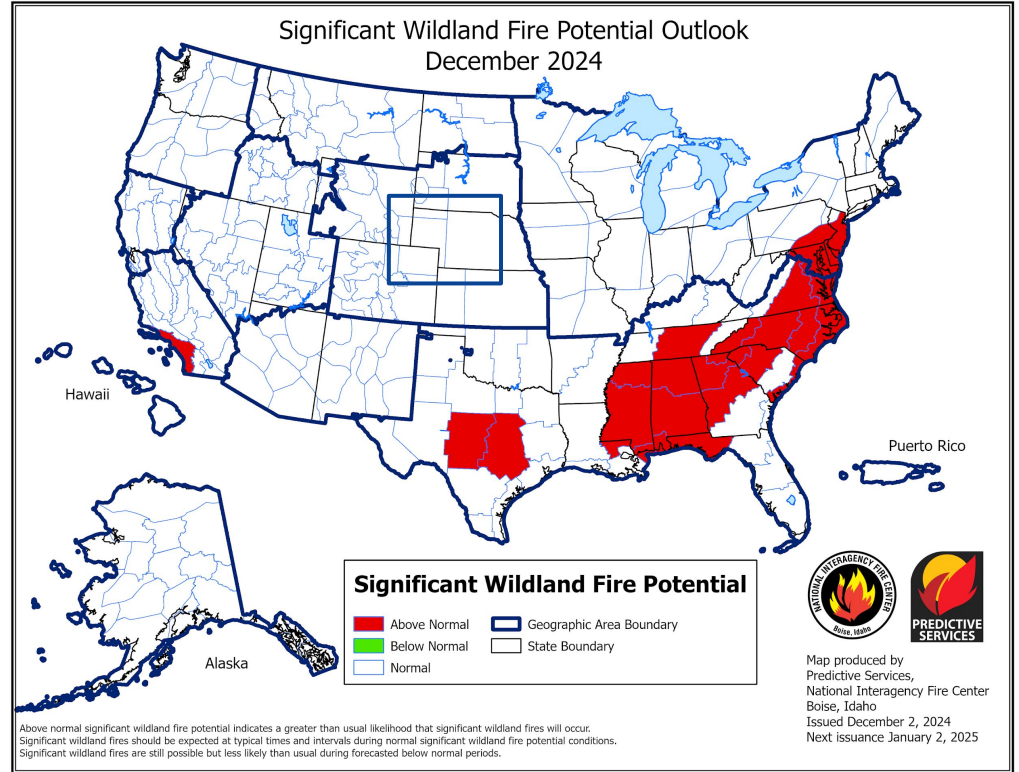 Significant Wildland Fire Potential Outlook
December 2024
Hawaii
Puerto Rico
Alaska
Significant Wildland Fire Potential
Above Normal
Below Normal
Normal
Geographic Area Boundary
State Boundary
NATIONAL INTERAGENCY FIRE CENTER
Boise, Idaho
PREDICTIVE
SERVICES
Map produced by
Predictive Services,
National Interagency Fire Center
Boise, Idaho
Issued December 2, 2024
Next issuance January 2, 2025
Above normal significant wildland fire potential indicates a greater than usual likelihood that significant wildland fires will occur.
Significant wildland fires should be expected at typical times and intervals during normal significant wildland fire potential conditions.
Significant wildland fires are still possible but less likely than usual during forecasted below normal periods.